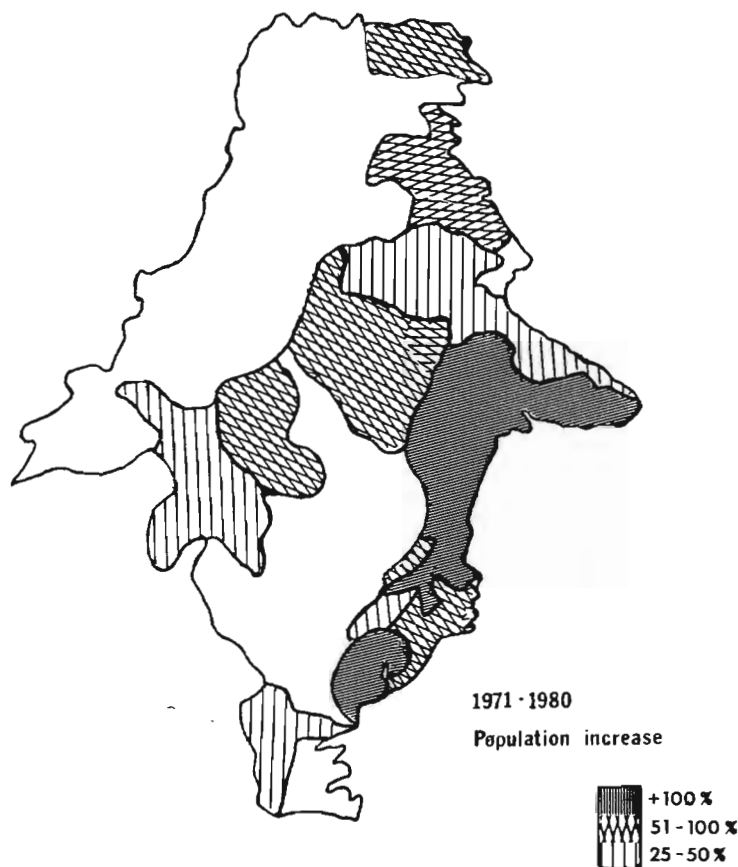 1971 - 1980
Population increase
+100 %
51 - 100 %
25 - 50 %